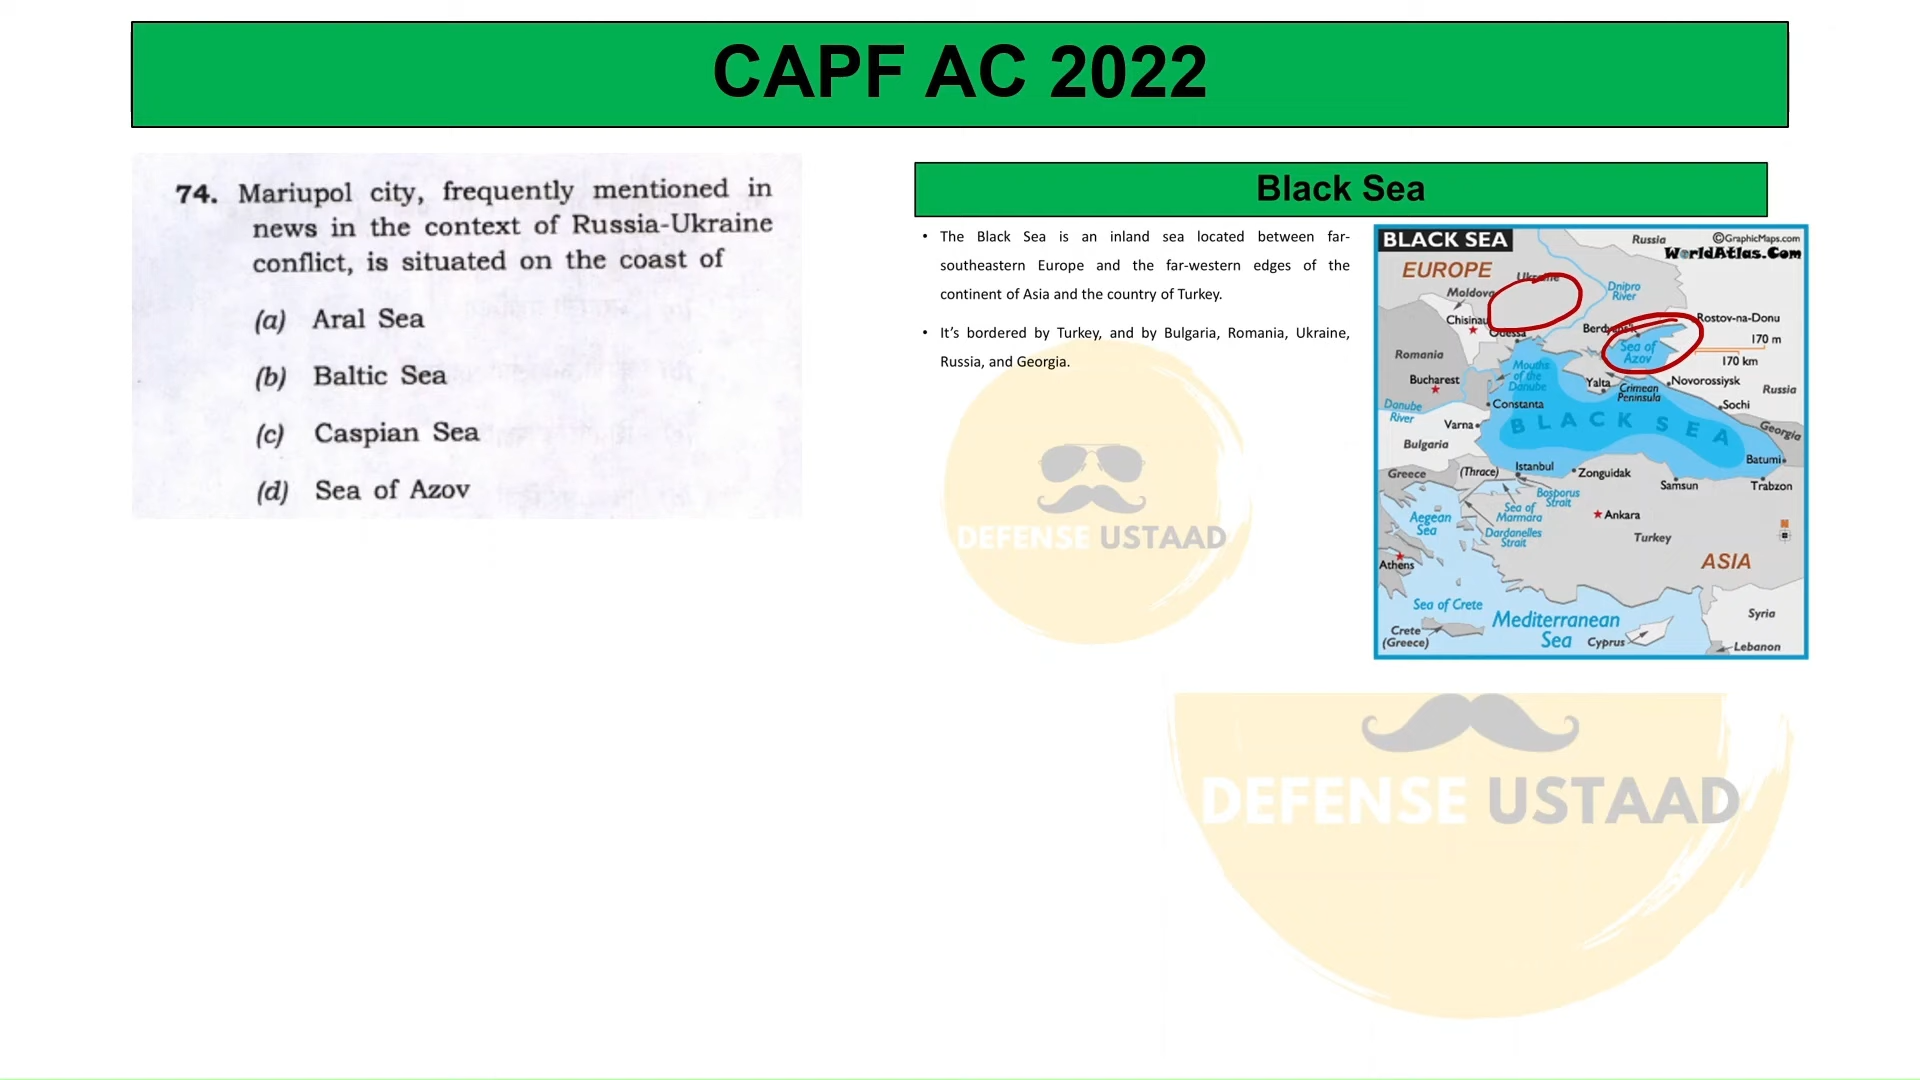 CAPF AC 2022
74. Mariupol city, frequently mentioned in
news in the context of Russia-Ukraine
conflict, is situated on the coast of
(a) Aral Sea
(b) Baltic Sea
(c) Caspian Sea
(d) Sea of Azov
Black Sea
• The Black Sea is an inland sea located between far-
southeastern Europe and the far-western edges of the
continent of Asia and the country of Turkey.
• It’s bordered by Turkey, and by Bulgaria, Romania, Ukraine,
Russia, and Georgia.
BLACK SEA
Russia
©GraphicMaps.com
WorldAtlas.Com
EUROPE
Ukraine
Moldova
Dnipro
River
Chisinau
Odessa
Rostov-na-Donu
Sea of
Azov
170 m
170 km
Romania
Mouths
of the
Danube
Bucharest
Yalta
Crimean
Peninsula
Novorossiysk
Russia
Danube
River
Constanta
Sochi
Varna
BLACK SEA
Georgia
Bulgaria
Batumi
Greece
(Thrace)
Istanbul
Zonguidak
Samsun
Trabzon
Bosporus
Strait
Aegean
Sea
Sea of
Marmara
Ankara
Dardanelles
Strait
Turkey
Athens
ASIA
Sea of Crete
Mediterranean
Sea
Syria
Crete
(Greece)
Cyprus
Lebanon
DEFENSE USTAAD
DEFENSE USTAAD